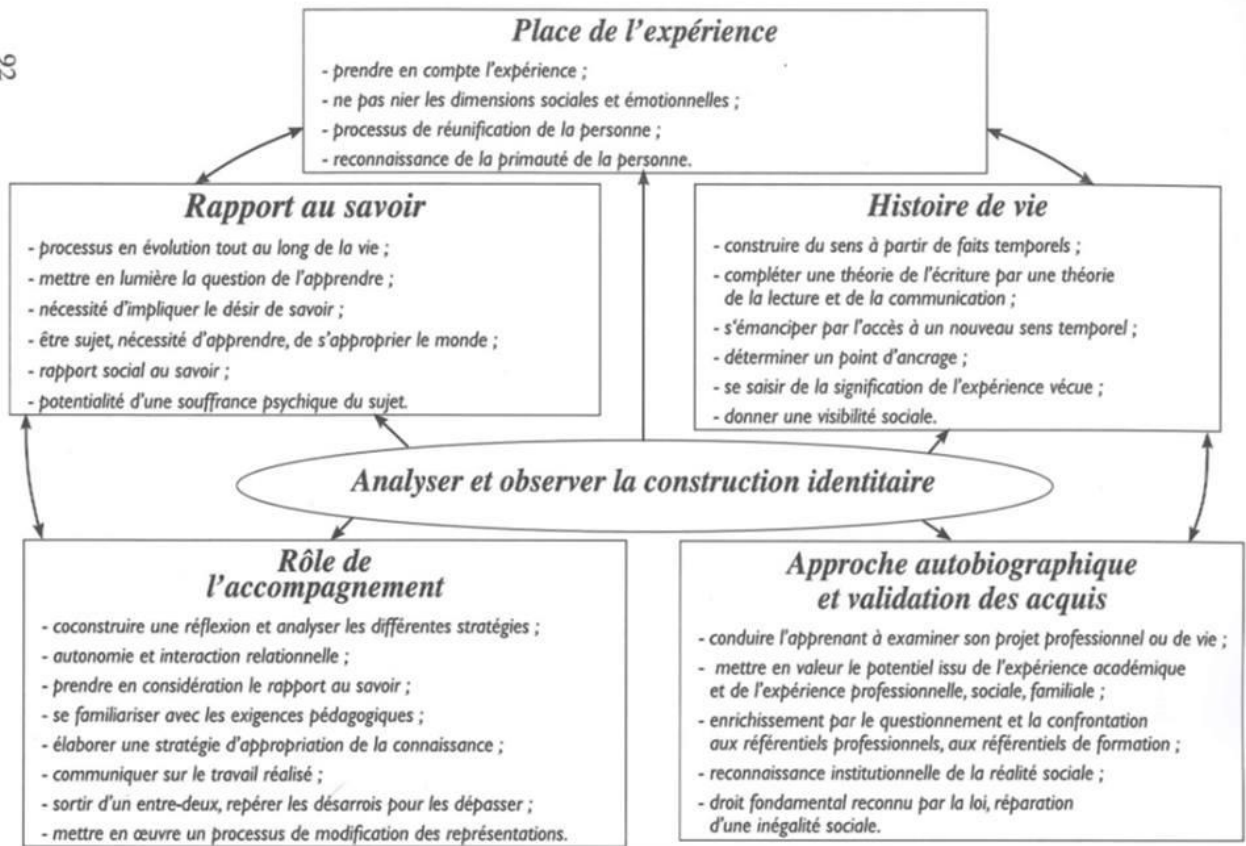 92
Place de l'expérience
- prendre en compte l'expérience ;
- ne pas nier les dimensions sociales et émotionnelles ;
- processus de réunification de la personne ;
- reconnaissance de la primauté de la personne.
Rapport au savoir
- processus en évolution tout au long de la vie ;
- mettre en lumière la question de l'apprendre ;
- nécessité d'impliquer le désir de savoir ;
- être sujet, nécessité d'apprendre, de s'approprier le monde ;
- rapport social au savoir ;
- potentialité d'une souffrance psychique du sujet.
Histoire de vie
- construire du sens à partir de faits temporels ;
- compléter une théorie de l'écriture par une théorie
de la lecture et de la communication ;
- s'émanciper par l'accès à un nouveau sens temporel ;
- déterminer un point d'ancrage ;
- se saisir de la signification de l'expérience vécue ;
- donner une visibilité sociale.
Analyser et observer la construction identitaire
Rôle de
l'accompagnement
- coconstruire une réflexion et analyser les différentes stratégies ;
- autonomie et interaction relationnelle ;
- prendre en considération le rapport au savoir ;
- se familiariser avec les exigences pédagogiques ;
- élaborer une stratégie d'appropriation de la connaissance ;
- communiquer sur le travail réalisé ;
- sortir d'un entre-deux, repérer les désarrois pour les dépasser ;
- mettre en œuvre un processus de modification des représentations.
Approche autobiographique
et validation des acquis
- conduire l'apprenant à examiner son projet professionnel ou de vie ;
- mettre en valeur le potentiel issu de l'expérience académique
et de l'expérience professionnelle, sociale, familiale ;
- enrichissement par le questionnement et la confrontation
aux référentiels professionnels, aux référentiels de formation ;
- reconnaissance institutionnelle de la réalité sociale ;
- droit fondamental reconnu par la loi, réparation
d'une inégalité sociale.